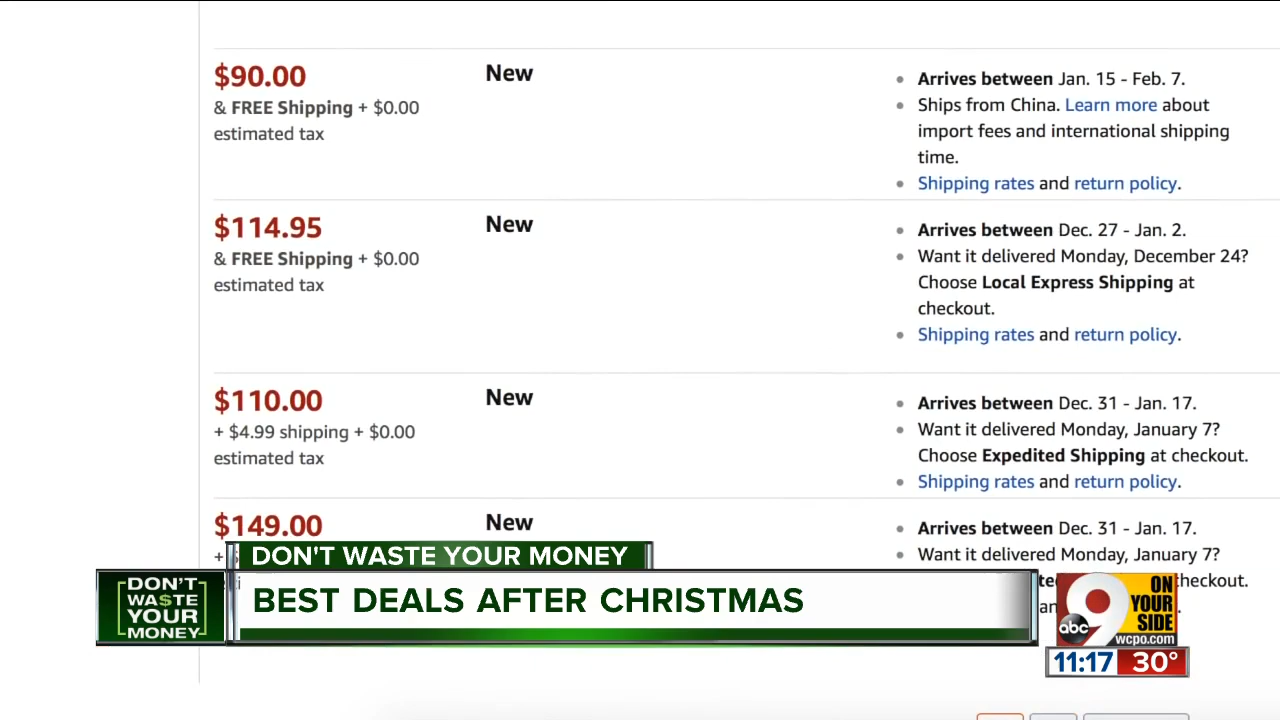 $90.00
& FREE Shipping + $0.00
estimated tax
New
Arrives between Jan. 15 - Feb. 7.
Ships from China. Learn more about
import fees and international shipping
time.
Shipping rates and return policy.
$114.95
& FREE Shipping + $0.00
estimated tax
New
Arrives between Dec. 27 - Jan. 2.
Want it delivered Monday, December 24?
Choose Local Express Shipping at
checkout.
Shipping rates and return policy.
$110.00
+ $4.99 shipping + $0.00
estimated tax
New
Arrives between Dec. 31 - Jan. 17.
Want it delivered Monday, January 7?
Choose Expedited Shipping at checkout.
Shipping rates and return policy.
$149.00
New
Arrives between Dec. 31 - Jan. 17.
Want it delivered Monday, January 7?
DON'T WASTE YOUR MONEY
BEST DEALS AFTER CHRISTMAS
DON'T
WA$TE
YOUR
MONEY
abc 9
ON
YOUR
SIDE
wcpo.com
11:17 30°